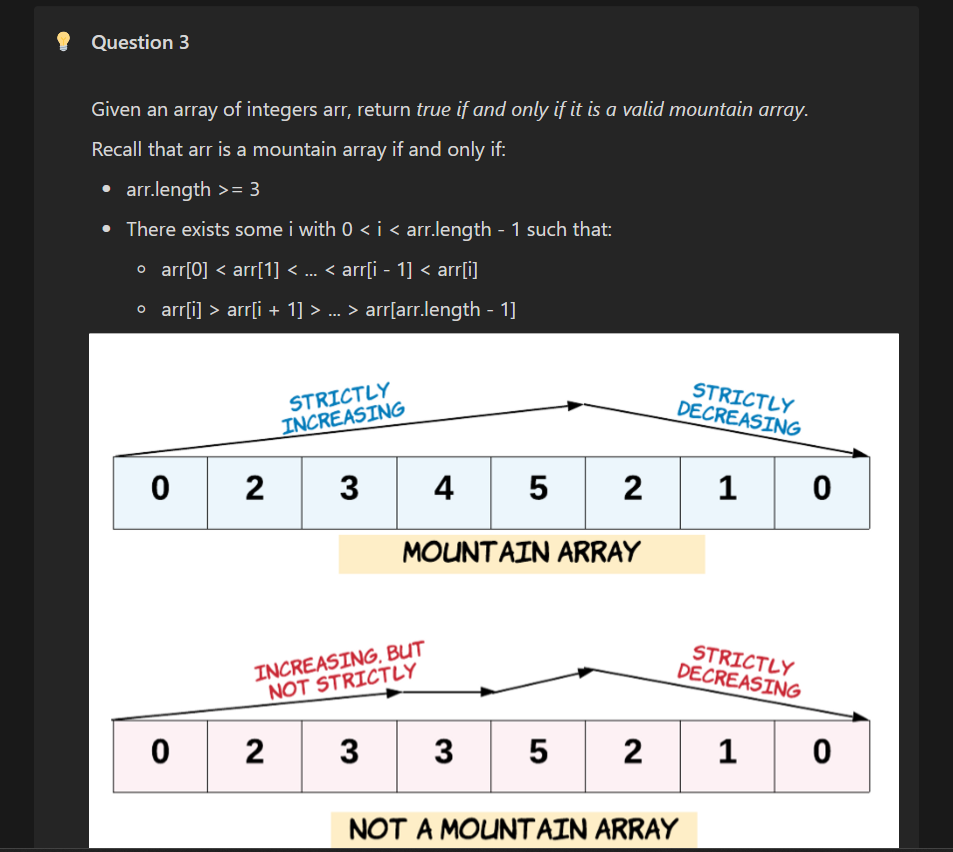 Question 3
Given an array of integers arr, return true if and only if it is a valid mountain array.
Recall that arr is a mountain array if and only if:
• arr.length >= 3
• There exists some i with 0 < i < arr.length - 1 such that:
○ arr[0] < arr[1] < ... < arr[i - 1] < arr[i]
○ arr[i] > arr[i + 1] > ... > arr[arr.length - 1]
STRICTLY
INCREASING
STRICTLY
DECREASING
0 2 3 4 5 2 1 0
MOUNTAIN ARRAY
INCREASING, BUT
NOT STRICTLY
STRICTLY
DECREASING
0 2 3 3 5 2 1 0
NOT A MOUNTAIN ARRAY